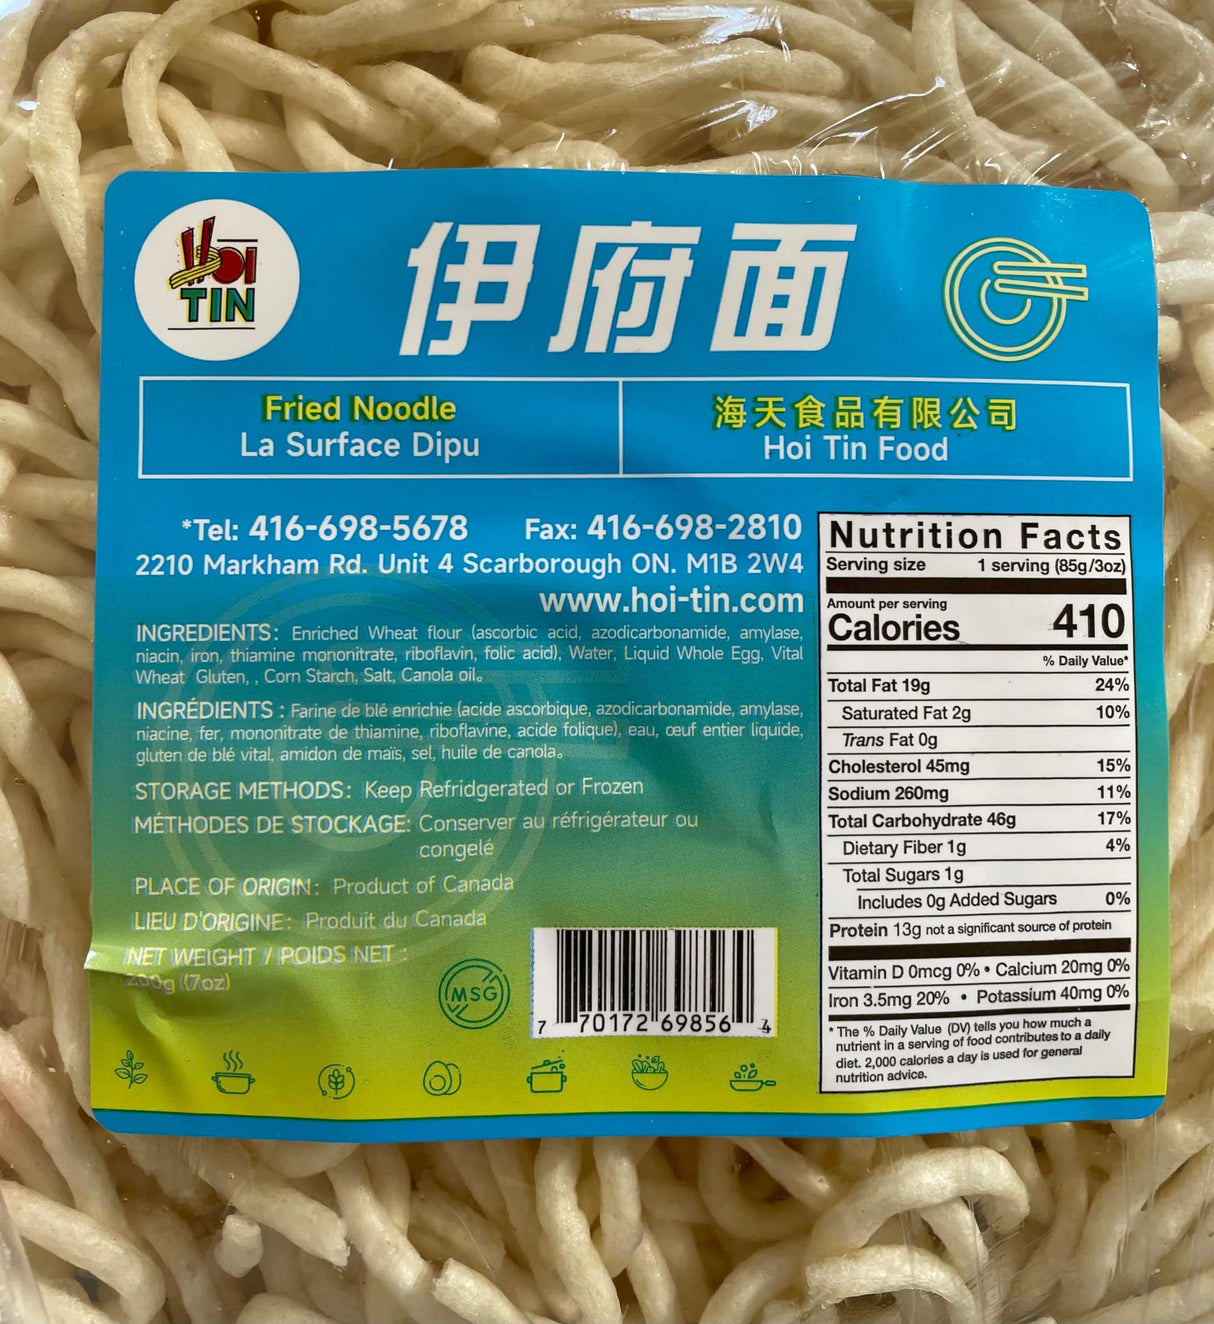 HOI
TIN
伊府面
Fried Noodle
La Surface Dipu
海天食品有限公司
Hoi Tin Food
*Tel: 416-698-5678 Fax: 416-698-2810
2210 Markham Rd. Unit 4 Scarborough ON. M1B 2W4
www.hoi-tin.com
INGREDIENTS: Enriched Wheat flour (ascorbic acid, azodicarbonamide, amylase,
niacin, iron, thiamine mononitrate, riboflavin, folic acid), Water, Liquid Whole Egg, Vital
Wheat Gluten, , Corn Starch, Salt, Canola oil。
INGRÉDIENTS : Farine de blé enrichie (acide ascorbique, azodicarbonamide, amylase,
niacine, fer, mononitrate de thiamine, riboflavine, acide folique), eau, œuf entier liquide,
gluten de blé vital, amidon de maïs, sel, huile de canola。
STORAGE METHODS: Keep Refridgerated or Frozen
MÉTHODES DE STOCKAGE: Conserver au réfrigérateur ou
congelé
PLACE OF ORIGIN: Product of Canada
LIEU D'ORIGINE: Produit du Canada
NET WEIGHT / POIDS NET :
200g (7oz)
MSG
7 70172 69856 4
Nutrition Facts
Serving size 1 serving (85g/3oz)
Amount per serving
Calories 410
% Daily Value*
Total Fat 19g 24%
Saturated Fat 2g 10%
Trans Fat 0g
Cholesterol 45mg 15%
Sodium 260mg 11%
Total Carbohydrate 46g 17%
Dietary Fiber 1g 4%
Total Sugars 1g
Includes 0g Added Sugars 0%
Protein 13g not a significant source of protein
Vitamin D 0mcg 0% • Calcium 20mg 0%
Iron 3.5mg 20% • Potassium 40mg 0%
* The % Daily Value (DV) tells you how much a
nutrient in a serving of food contributes to a daily
diet. 2,000 calories a day is used for general
nutrition advice.